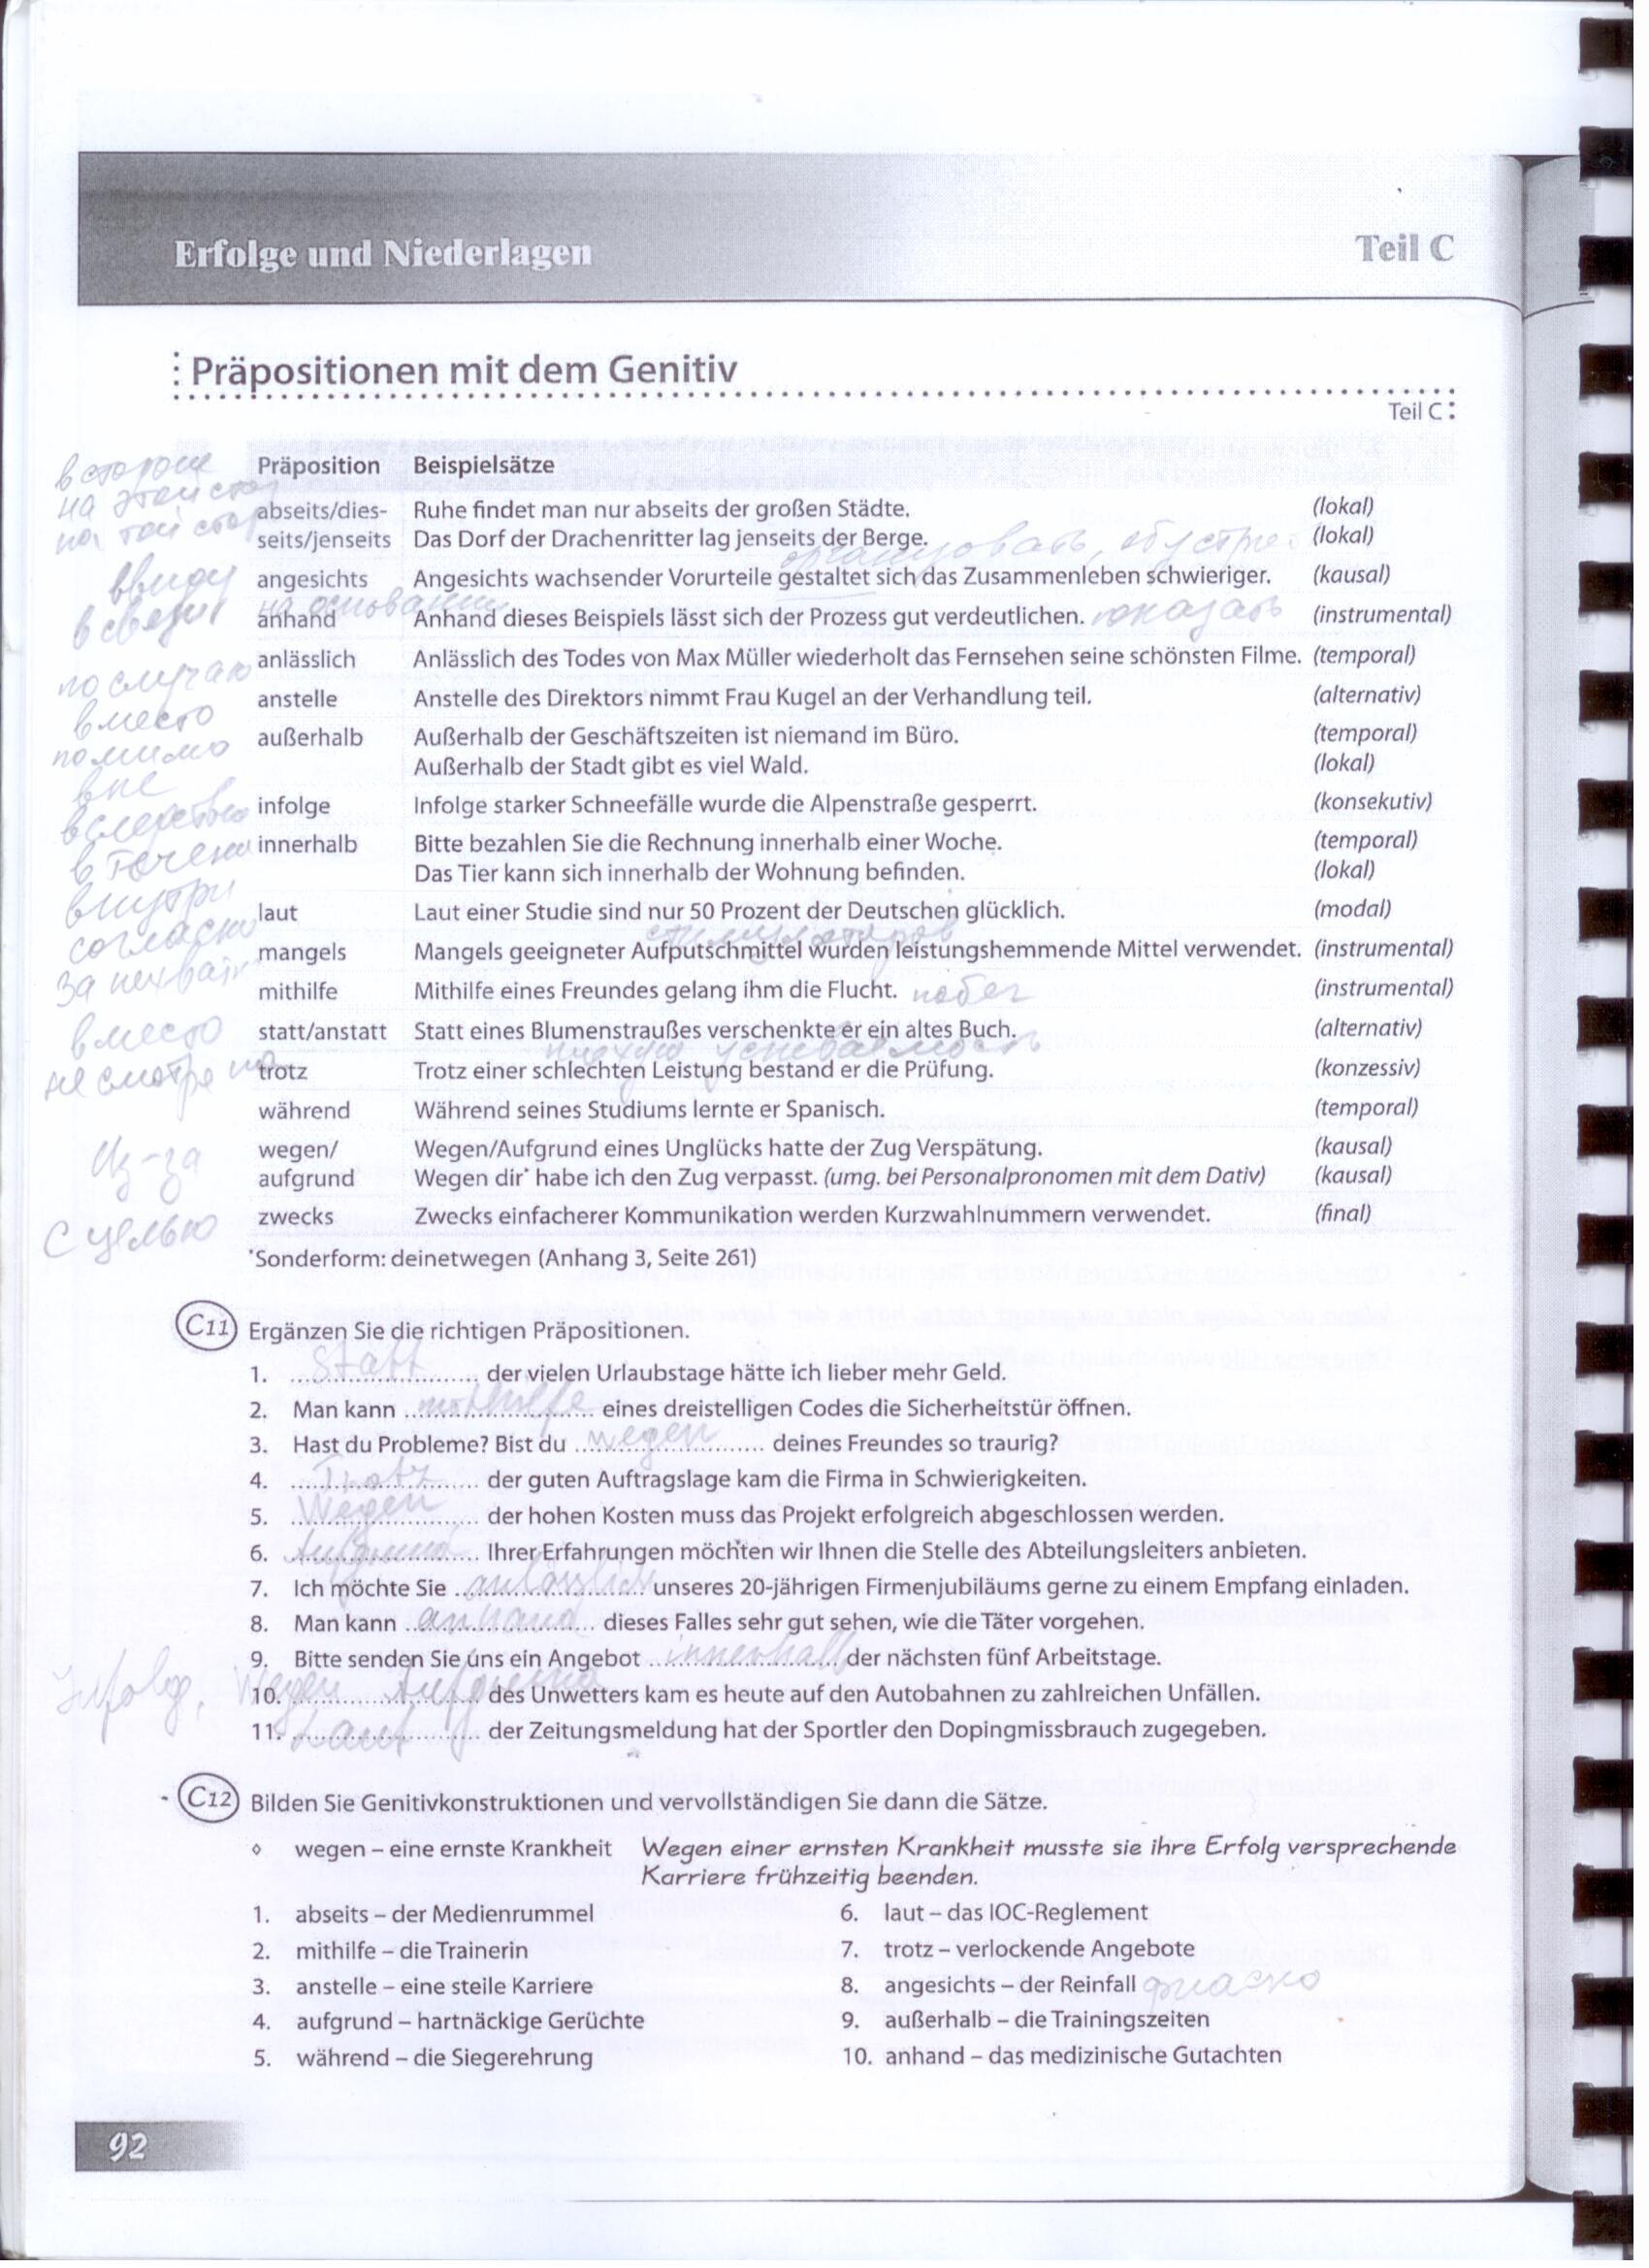 Erfolge und Niederlagen
Teil C
Präpositionen mit dem Genitiv
Teil C
в стороне
на этой стор
на той стор
Präposition Beispielsätze
abseits/dies- Ruhe findet man nur abseits der großen Städte. (lokal)
seits/jenseits Das Dorf der Drachenritter lag jenseits der Berge. (lokal)
ввиду
angesichts Angesichts wachsender Vorurteile gestaltet sich das Zusammenleben schwieriger. (kausal)
на основании
anhand Anhand dieses Beispiels lässt sich der Prozess gut verdeutlichen. показать (instrumental)
по случаю anlässlich Anlässlich des Todes von Max Müller wiederholt das Fernsehen seine schönsten Filme. (temporal)
вместо anstelle Anstelle des Direktors nimmt Frau Kugel an der Verhandlung teil. (alternativ)
помимо außerhalb Außerhalb der Geschäftszeiten ist niemand im Büro. (temporal)
вне Außerhalb der Stadt gibt es viel Wald. (lokal)
infolge Infolge starker Schneefälle wurde die Alpenstraße gesperrt. (konsekutiv)
innerhalb Bitte bezahlen Sie die Rechnung innerhalb einer Woche. (temporal)
внутри Das Tier kann sich innerhalb der Wohnung befinden. (lokal)
laut Laut einer Studie sind nur 50 Prozent der Deutschen glücklich. (modal)
стимуляторов
mangels Mangels geeigneter Aufputschmittel wurden leistungshemmende Mittel verwendet. (instrumental)
mithilfe Mithilfe eines Freundes gelang ihm die Flucht. побег (instrumental)
вместо statt/anstatt Statt eines Blumenstraußes verschenkte er ein altes Buch. (alternativ)
плохую успеваемость
не смотря на trotz Trotz einer schlechten Leistung bestand er die Prüfung. (konzessiv)
während Während seines Studiums lernte er Spanisch. (temporal)
Из-за wegen/ Wegen/Aufgrund eines Unglücks hatte der Zug Verspätung. (kausal)
aufgrund Wegen dir* habe ich den Zug verpasst. (umg. bei Personalpronomen mit dem Dativ) (kausal)
С целью zwecks Zwecks einfacherer Kommunikation werden Kurzwahlnummern verwendet. (final)
*Sonderform: deinetwegen (Anhang 3, Seite 261)
C11 Ergänzen Sie die richtigen Präpositionen.
1. Statt der vielen Urlaubstage hätte ich lieber mehr Geld.
2. Man kann mithilfe eines dreistelligen Codes die Sicherheitstür öffnen.
3. Hast du Probleme? Bist du wegen deines Freundes so traurig?
4. Trotz der guten Auftragslage kam die Firma in Schwierigkeiten.
5. Wegen der hohen Kosten muss das Projekt erfolgreich abgeschlossen werden.
6. Aufgrund Ihrer Erfahrungen möchten wir Ihnen die Stelle des Abteilungsleiters anbieten.
7. Ich möchte Sie anlässlich unseres 20-jährigen Firmenjubiläums gerne zu einem Empfang einladen.
8. Man kann anhand dieses Falles sehr gut sehen, wie die Täter vorgehen.
9. Bitte senden Sie uns ein Angebot innerhalb der nächsten fünf Arbeitstage.
10. Infolg, Wegen Aufgrund des Unwetters kam es heute auf den Autobahnen zu zahlreichen Unfällen.
11. Laut der Zeitungsmeldung hat der Sportler den Dopingmissbrauch zugegeben.
C12 Bilden Sie Genitivkonstruktionen und vervollständigen Sie dann die Sätze.
◊ wegen – eine ernste Krankheit Wegen einer ernsten Krankheit musste sie ihre Erfolg versprechende
Karriere frühzeitig beenden.
1. abseits – der Medienrummel
2. mithilfe – die Trainerin
3. anstelle – eine steile Karriere
4. aufgrund – hartnäckige Gerüchte
5. während – die Siegerehrung
6. laut – das IOC-Reglement
7. trotz – verlockende Angebote
8. angesichts – der Reinfall фиаско
9. außerhalb – die Trainingszeiten
10. anhand – das medizinische Gutachten
92